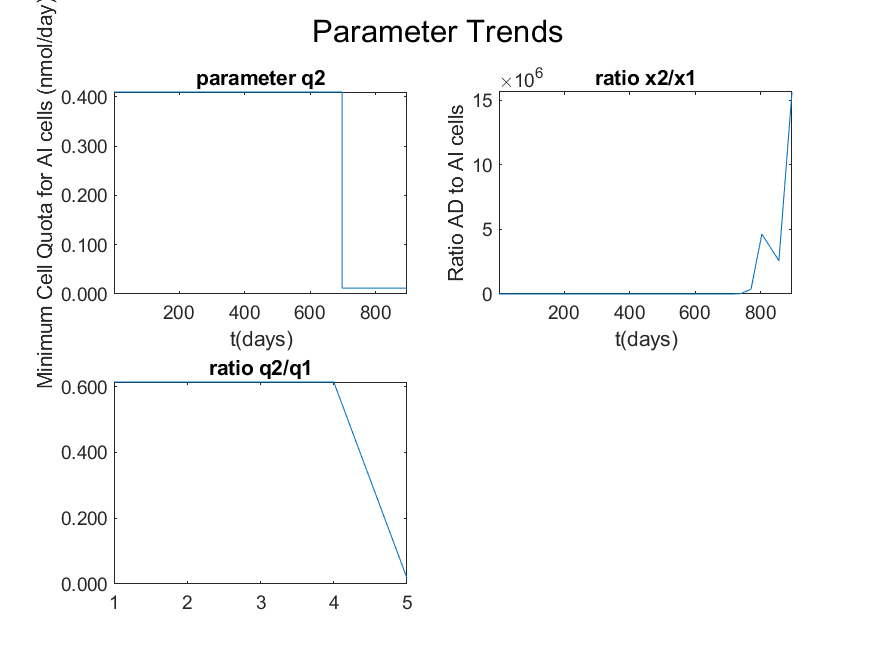 Parameter Trends
parameter q2
Minimum Cell Quota for AI cells (nmol/day)
0.400
0.300
0.200
0.100
0.000
200 400 600 800
t(days)
ratio x2/x1
×10^6
Ratio AD to AI cells
15
10
5
0
200 400 600 800
t(days)
ratio q2/q1
0.600
0.400
0.200
0.000
1 2 3 4 5